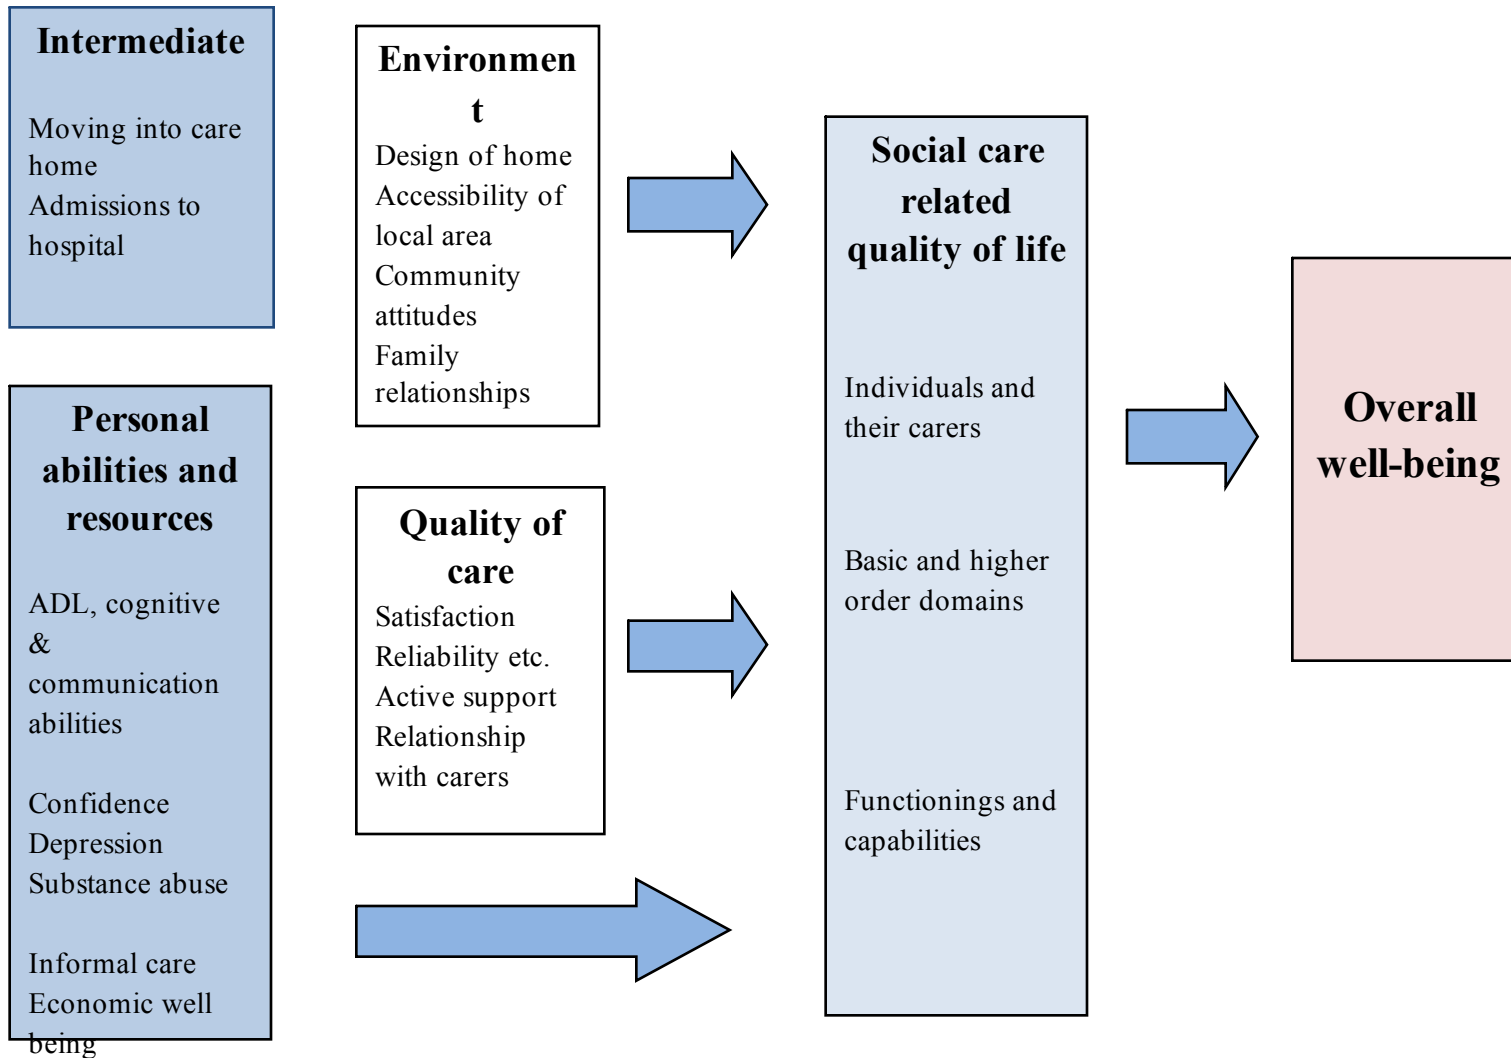 Intermediate
Moving into care
home
Admissions to
hospital
Personal
abilities and
resources
ADL, cognitive
&
communication
abilities
Confidence
Depression
Substance abuse
Informal care
Economic well
being
Environmen
t
Design of home
Accessibility of
local area
Community
attitudes
Family
relationships
Quality of
care
Satisfaction
Reliability etc.
Active support
Relationship
with carers
Social care
related
quality of life
Individuals and
their carers
Basic and higher
order domains
Functionings and
capabilities
Overall
well-being